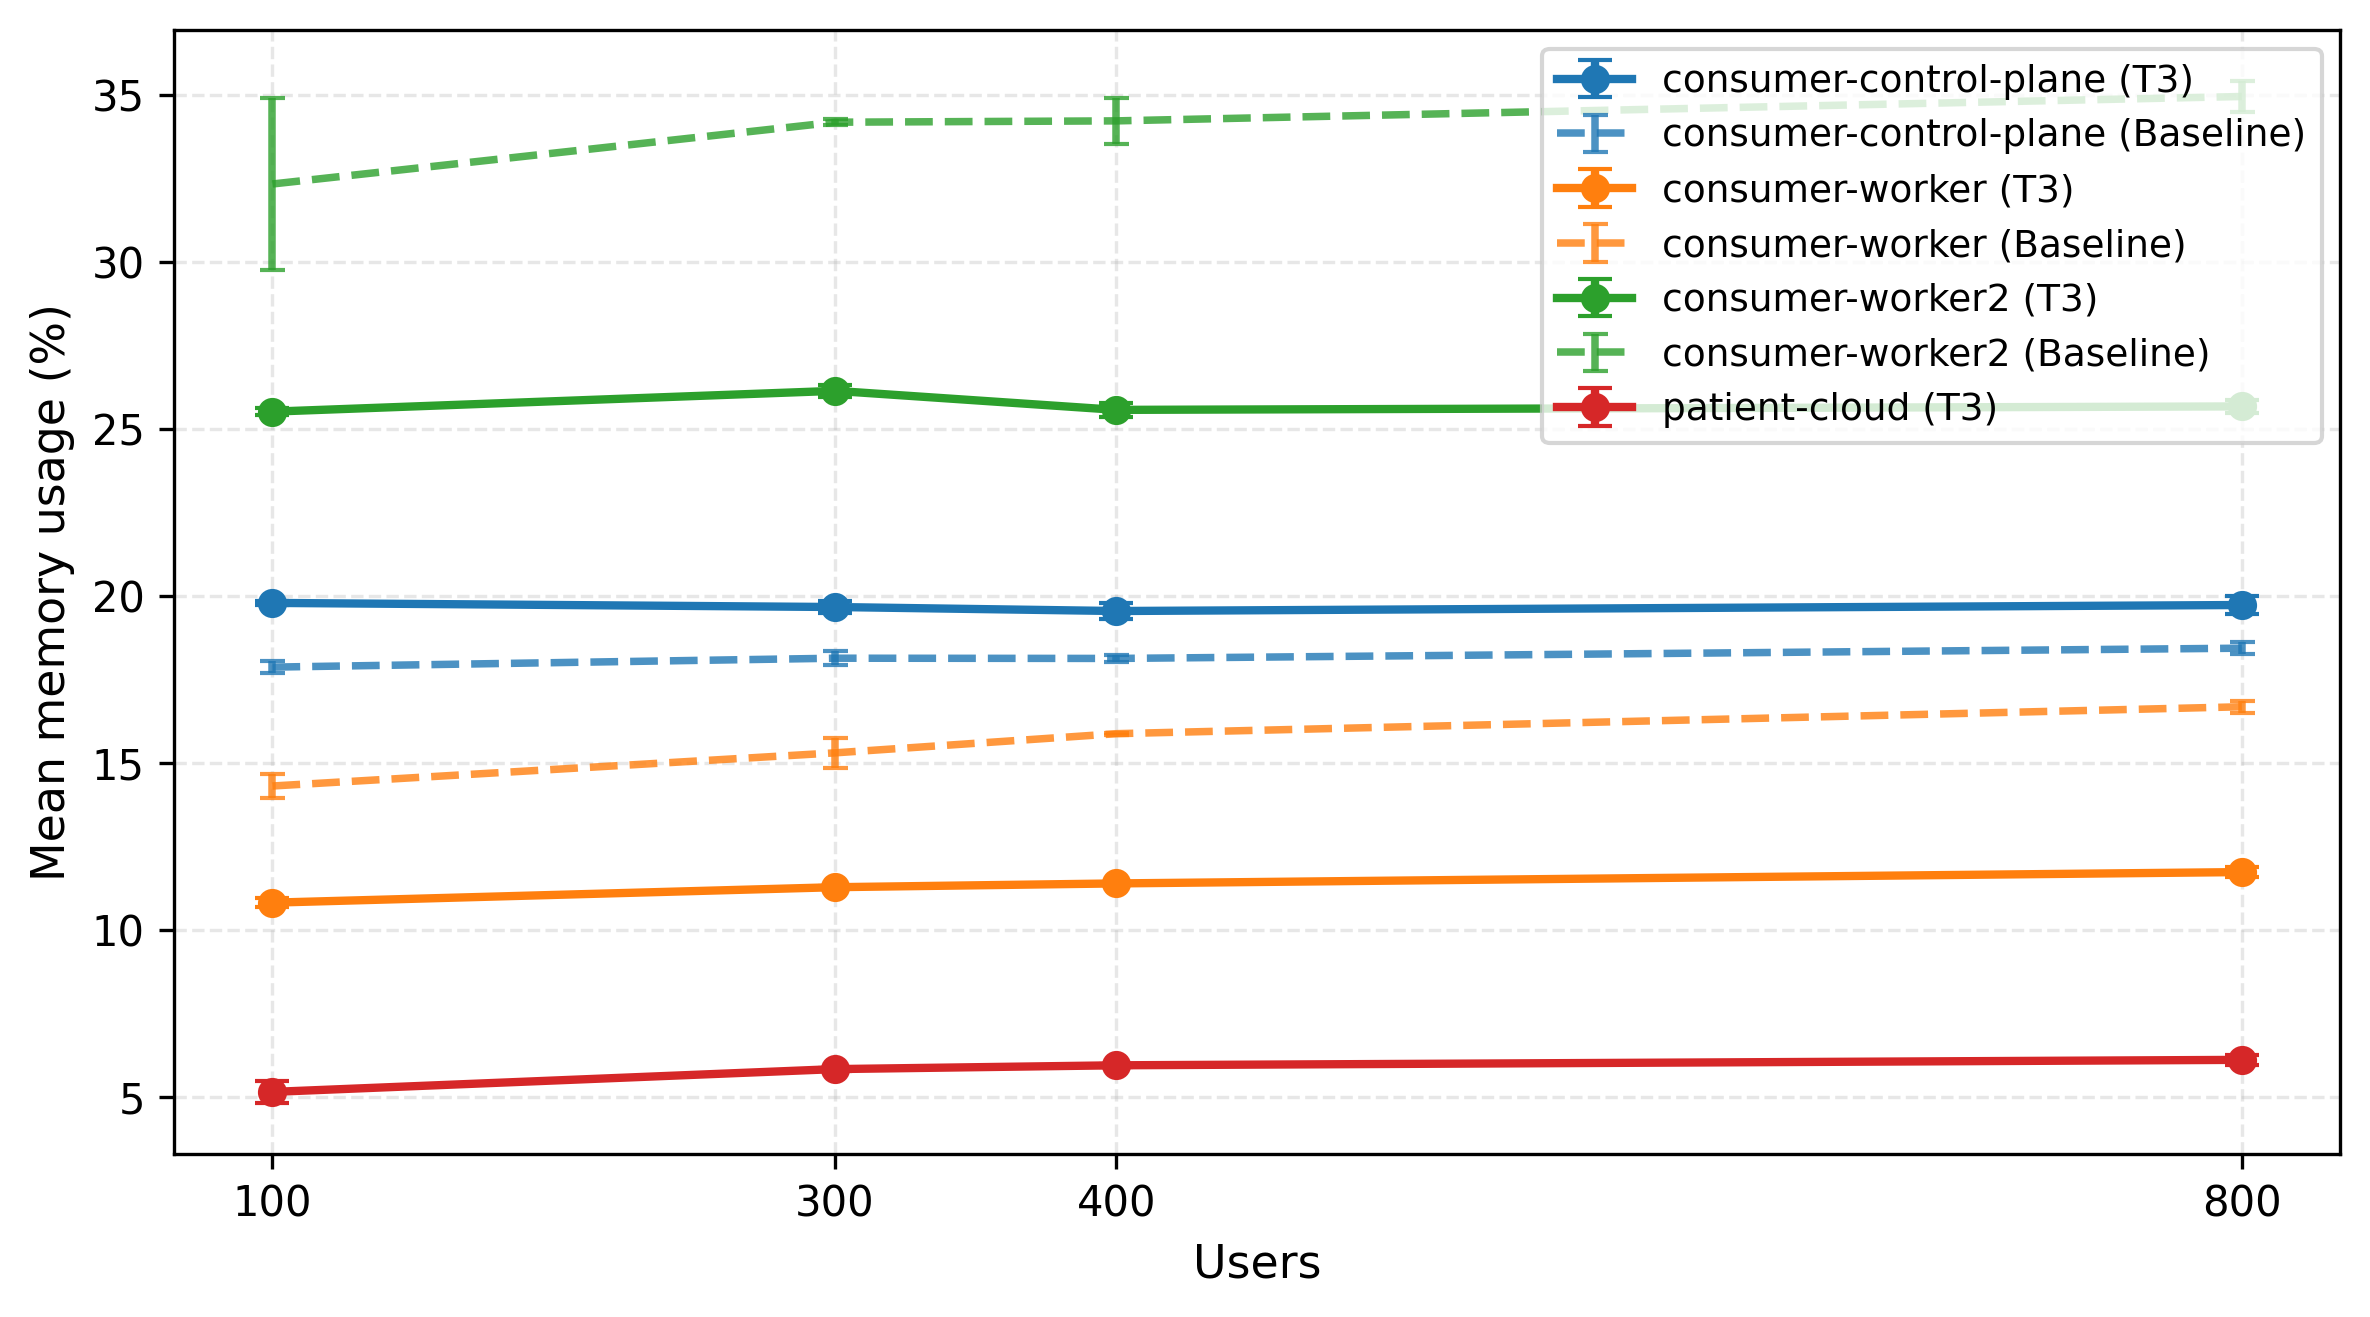 consumer-control-plane (T3)
consumer-control-plane (Baseline)
consumer-worker (T3)
consumer-worker (Baseline)
consumer-worker2 (T3)
consumer-worker2 (Baseline)
patient-cloud (T3)
Mean memory usage (%)
35
30
25
20
15
10
5
100 300 400 800
Users